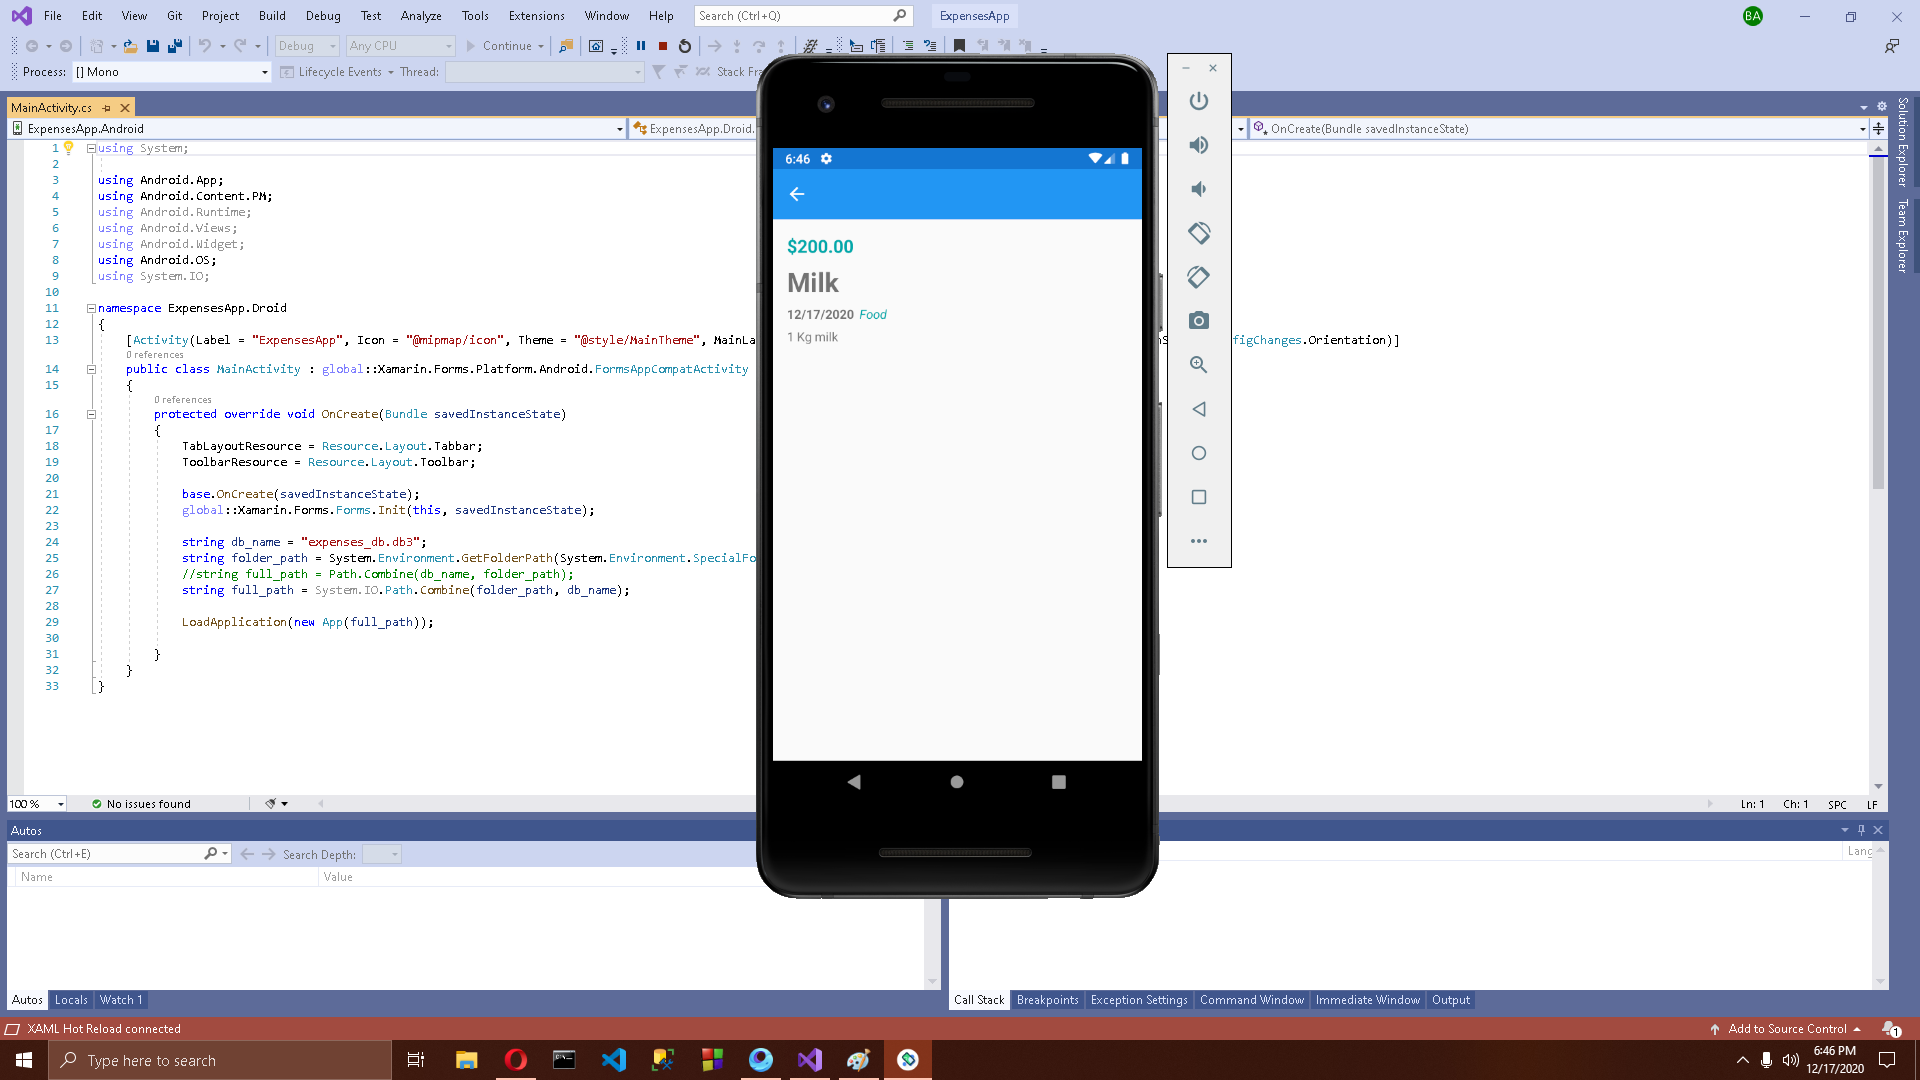 File Edit View Git Project Build Debug Test Analyze Tools Extensions Window Help Search (Ctrl+Q) ExpensesApp BA
Debug Any CPU Continue
Process: [] Mono Lifecycle Events Thread: Stack Fra
MainActivity.cs
ExpensesApp.Android ExpensesApp.Droid. OnCreate(Bundle savedInstanceState)
1 using System;
2
3 using Android.App;
4 using Android.Content.PM;
5 using Android.Runtime;
6 using Android.Views;
7 using Android.Widget;
8 using Android.OS;
9 using System.IO;
10
11 namespace ExpensesApp.Droid
12 {
13 [Activity(Label = "ExpensesApp", Icon = "@mipmap/icon", Theme = "@style/MainTheme", MainLa figChanges.Orientation)]
0 references
14 public class MainActivity : global::Xamarin.Forms.Platform.Android.FormsAppCompatActivity
15 {
0 references
16 protected override void OnCreate(Bundle savedInstanceState)
17 {
18 TabLayoutResource = Resource.Layout.Tabbar;
19 ToolbarResource = Resource.Layout.Toolbar;
20
21 base.OnCreate(savedInstanceState);
22 global::Xamarin.Forms.Forms.Init(this, savedInstanceState);
23
24 string db_name = "expenses_db.db3";
25 string folder_path = System.Environment.GetFolderPath(System.Environment.SpecialFo
26 //string full_path = Path.Combine(db_name, folder_path);
27 string full_path = System.IO.Path.Combine(folder_path, db_name);
28
29 LoadApplication(new App(full_path));
30
31 }
32 }
33 }
6:46
$200.00
Milk
12/17/2020 Food
1 Kg milk
Solution Explorer
Team Explorer
100 % No issues found Ln: 1 Ch: 1 SPC LF
Autos
Search (Ctrl+E) Search Depth: Lang
Name Value
Autos Locals Watch 1 Call Stack Breakpoints Exception Settings Command Window Immediate Window Output
XAML Hot Reload connected Add to Source Control 1
Type here to search 6:46 PM
12/17/2020